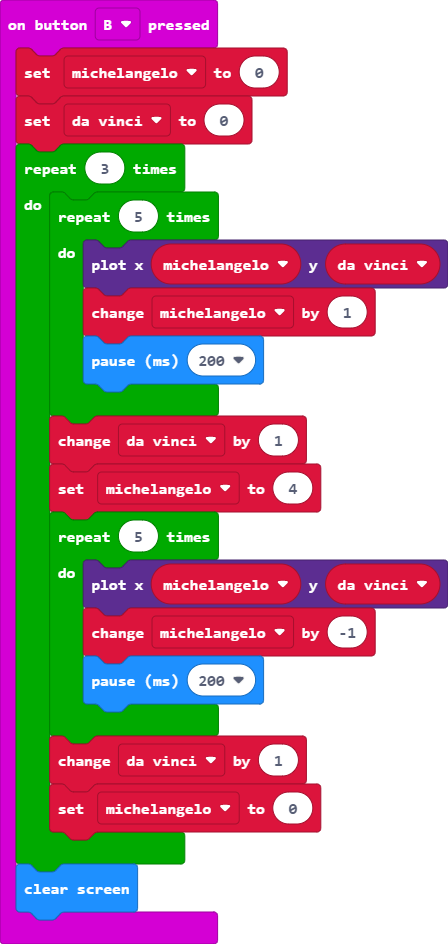 on button B pressed
set michelangelo to 0
set da vinci to 0
repeat 3 times
do
repeat 5 times
do
plot x michelangelo y da vinci
change michelangelo by 1
pause (ms) 200
change da vinci by 1
set michelangelo to 4
repeat 5 times
do
plot x michelangelo y da vinci
change michelangelo by -1
pause (ms) 200
change da vinci by 1
set michelangelo to 0
clear screen